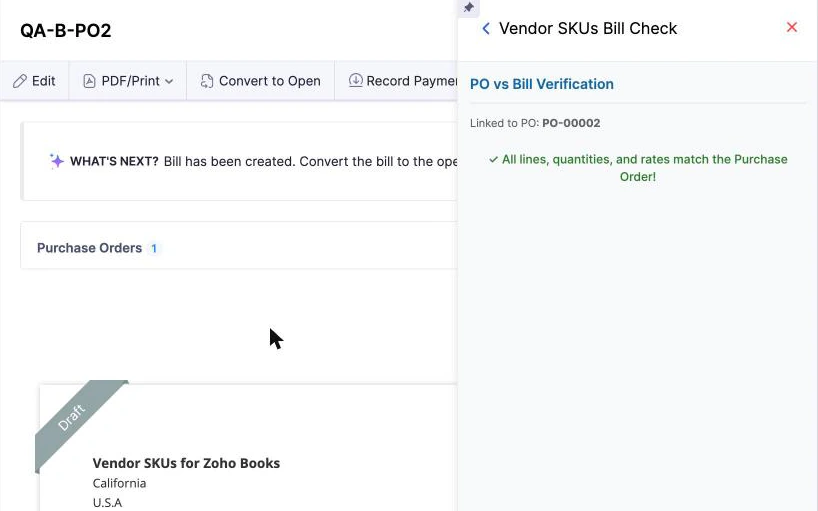 QA-B-PO2
Edit
PDF/Print
Convert to Open
Record Paymen
WHAT'S NEXT? Bill has been created. Convert the bill to the ope
Purchase Orders 1
Draft
Vendor SKUs for Zoho Books
California
U.S.A
Vendor SKUs Bill Check
PO vs Bill Verification
Linked to PO: PO-00002
✓ All lines, quantities, and rates match the Purchase
Order!